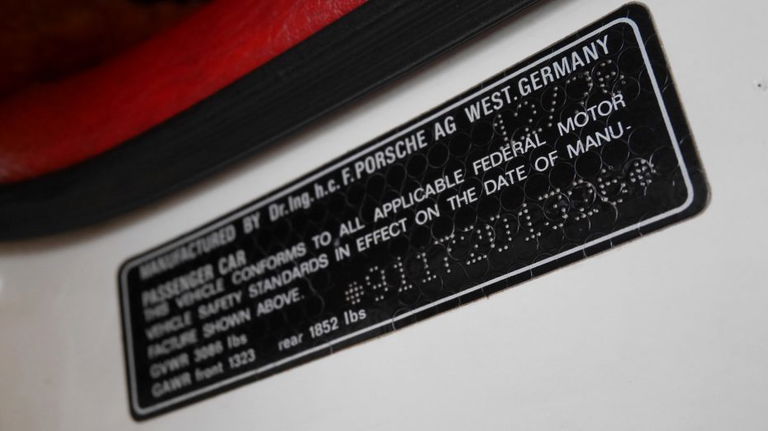 MANUFACTURED BY Dr.Ing.h.c.F.PORSCHE AG WEST.GERMANY
PASSENGER CAR
THIS VEHICLE CONFORMS TO ALL APPLICABLE FEDERAL MOTOR
VEHICLE SAFETY STANDARDS IN EFFECT ON THE DATE OF MANU-
FACTURE SHOWN ABOVE.
GVWR 3086 lbs
GAWR front 1323 rear 1852 lbs